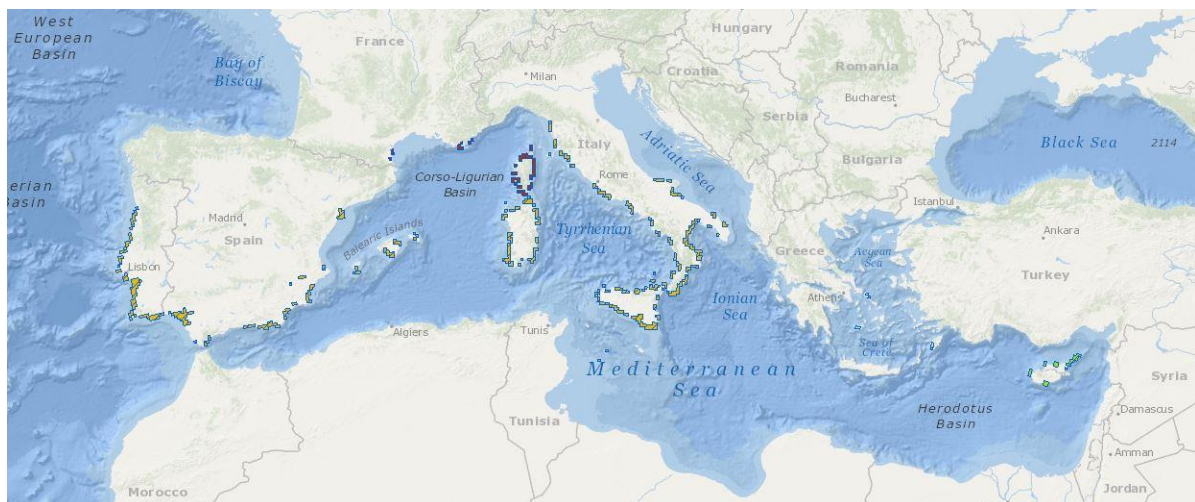 West
European
Basin
Bay of
Biscay
France
Milan
Hungary
Croatia
Romania
Bucharest
Serbia
Black Sea
2114
Bulgaria
Adriatic Sea
Italy
Rome
Corso-Ligurian
Basin
Basin
Madrid
Spain
Balearic Islands
Tyrrhenian
Sea
Istanbul
Ankara
Greece
Aegean
Sea
Turkey
Lisbon
Athens
Ionian
Sea
Algiers
Tunis
Sea of
Crete
Mediterranean
Sea
Syria
Herodotus
Basin
Damascus
Tunisia
Amman
Morocco
Jordan